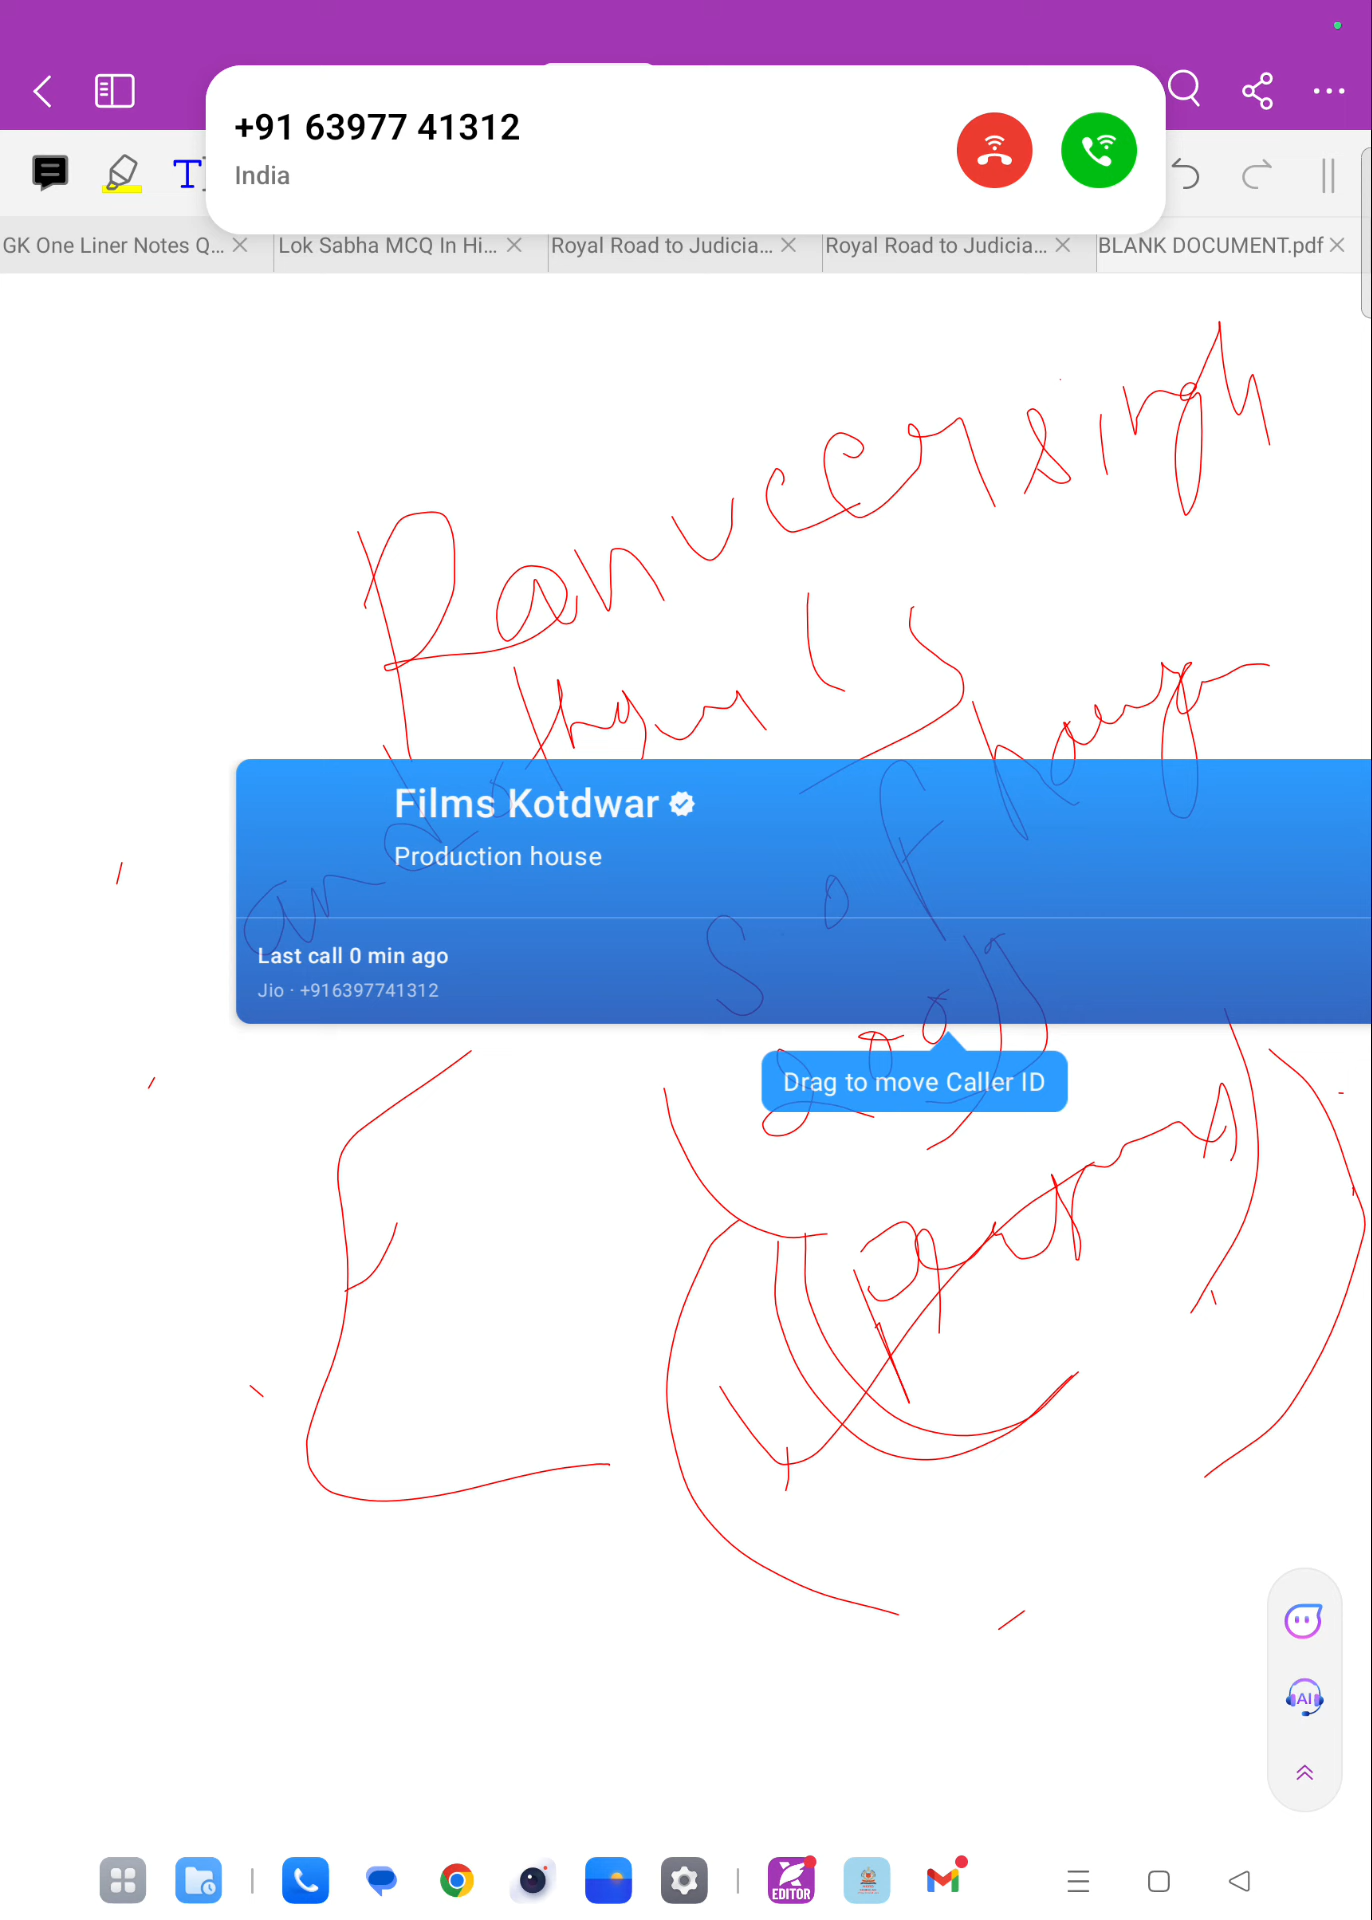 +91 63977 41312
India
GK One Liner Notes Q...
Lok Sabha MCQ In Hi...
Royal Road to Judicia...
Royal Road to Judicia...
BLANK DOCUMENT.pdf
Ranveersingh
Films Kotdwar
Production house
Last call 0 min ago
Jio · +916397741312
Drag to move Caller ID
AI
EDITOR